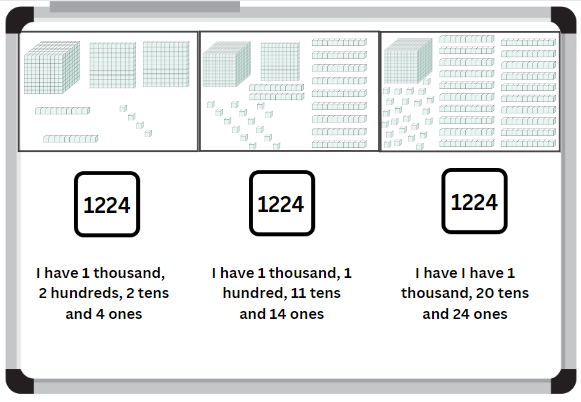 1224
1224
1224
I have 1 thousand,
2 hundreds, 2 tens
and 4 ones
I have 1 thousand, 1
hundred, 11 tens
and 14 ones
I have I have 1
thousand, 20 tens
and 24 ones